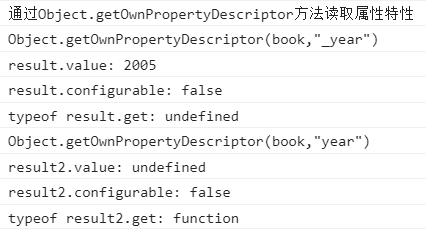 通过Object.getOwnPropertyDescriptor方法读取属性特性
Object.getOwnPropertyDescriptor(book,"_year")
result.value: 2005
result.configurable: false
typeof result.get: undefined
Object.getOwnPropertyDescriptor(book,"year")
result2.value: undefined
result2.configurable: false
typeof result2.get: function